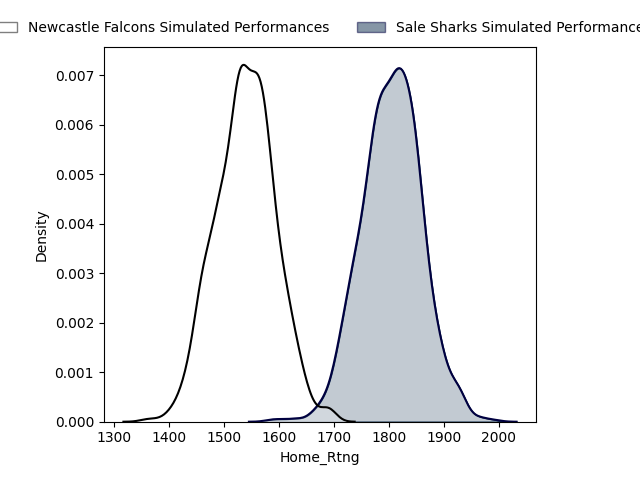 Newcastle Falcons Simulated Performances
Sale Sharks Simulated Performance
0.007
0.006
0.005
0.004
0.003
0.002
0.001
0.000
Density
1300 1400 1500 1600 1700 1800 1900 2000
Home_Rtng